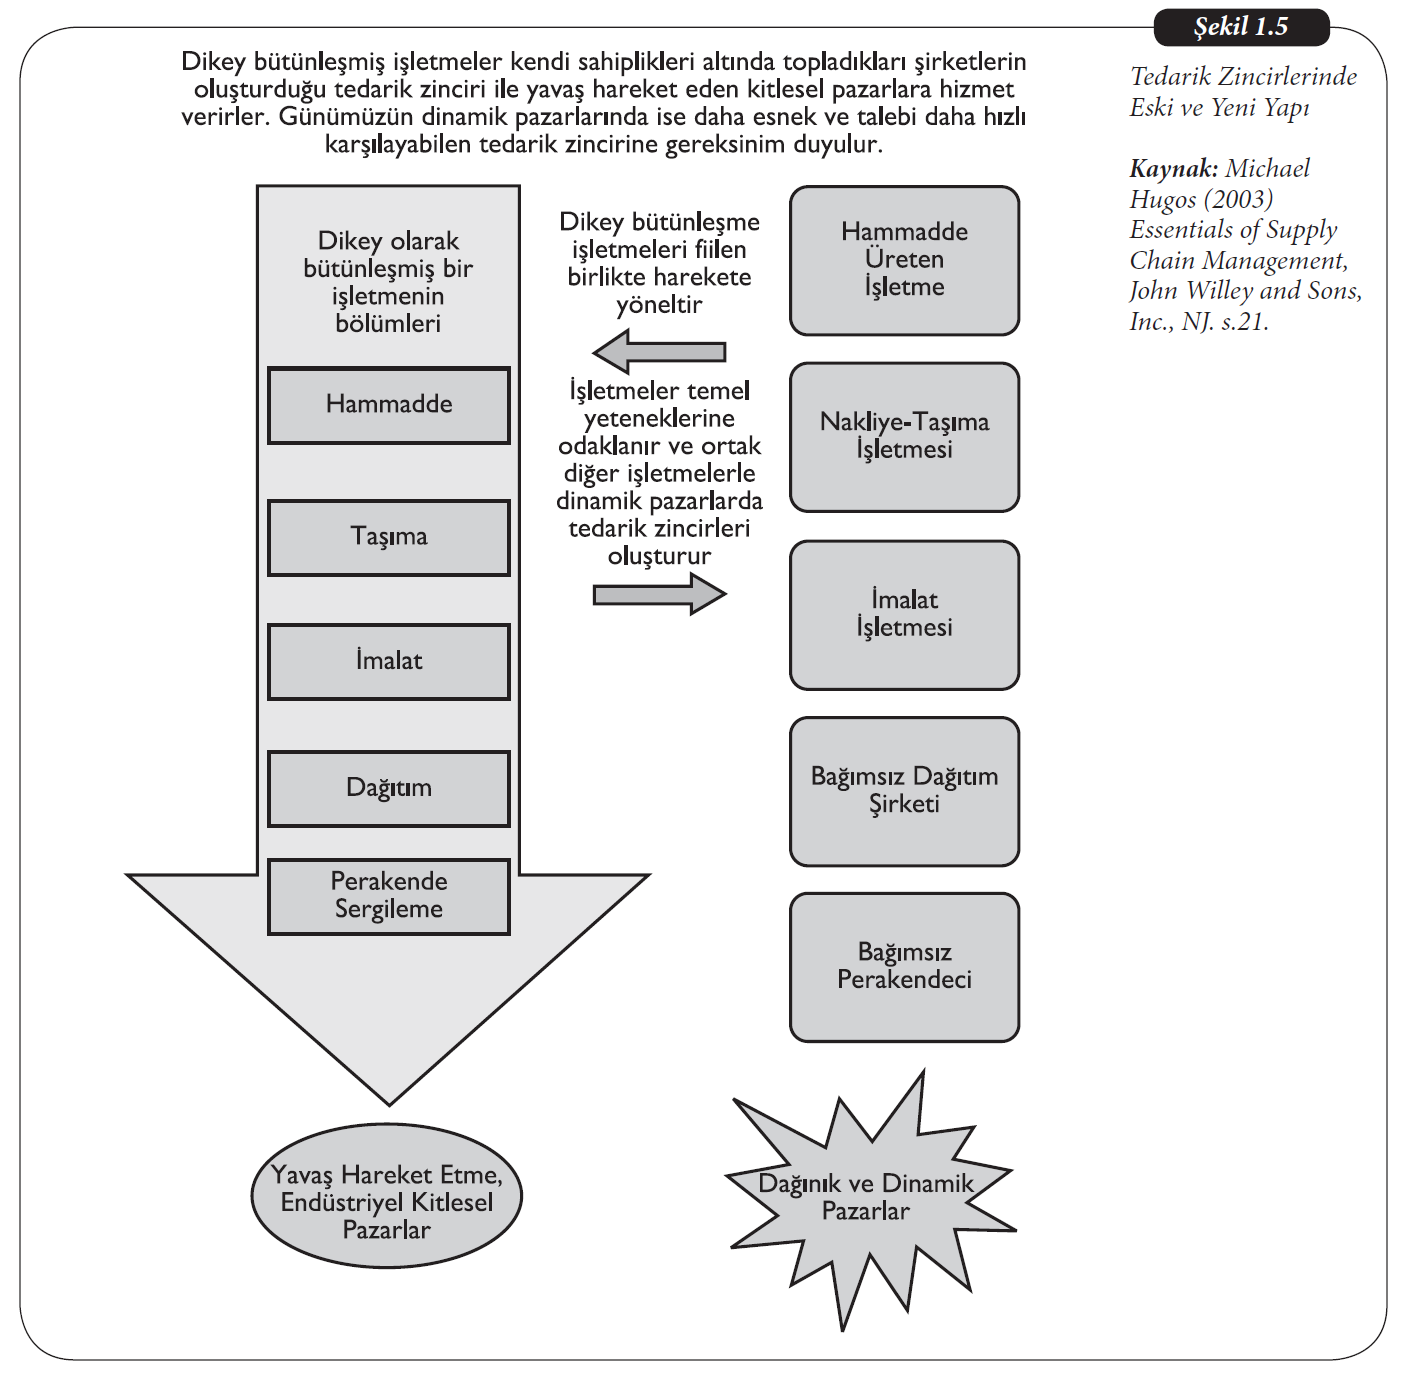 Şekil 1.5
Tedarik Zincirlerinde
Eski ve Yeni Yapı
Kaynak: Michael
Hugos (2003)
Essentials of Supply
Chain Management,
John Willey and Sons,
Inc., NJ. s.21.
Dikey bütünleşmiş işletmeler kendi sahiplikleri altında topladıkları şirketlerin
oluşturduğu tedarik zinciri ile yavaş hareket eden kitlesel pazarlara hizmet
verirler. Günümüzün dinamik pazarlarında ise daha esnek ve talebi daha hızlı
karşılayabilen tedarik zincirine gereksinim duyulur.
Dikey olarak
bütünleşmiş bir
işletmenin
bölümleri
Hammadde
Taşıma
İmalat
Dağıtım
Perakende
Sergileme
Yavaş Hareket Etme,
Endüstriyel Kitlesel
Pazarlar
Dikey bütünleşme
işletmeleri fiilen
birlikte harekete
yöneltir
İşletmeler temel
yeteneklerine
odaklanır ve ortak
diğer işletmelerle
dinamik pazarlarda
tedarik zincirleri
oluşturur
Hammadde
Üreten
İşletme
Nakliye-Taşıma
İşletmesi
İmalat
İşletmesi
Bağımsız Dağıtım
Şirketi
Bağımsız
Perakendeci
Dağınık ve Dinamik
Pazarlar